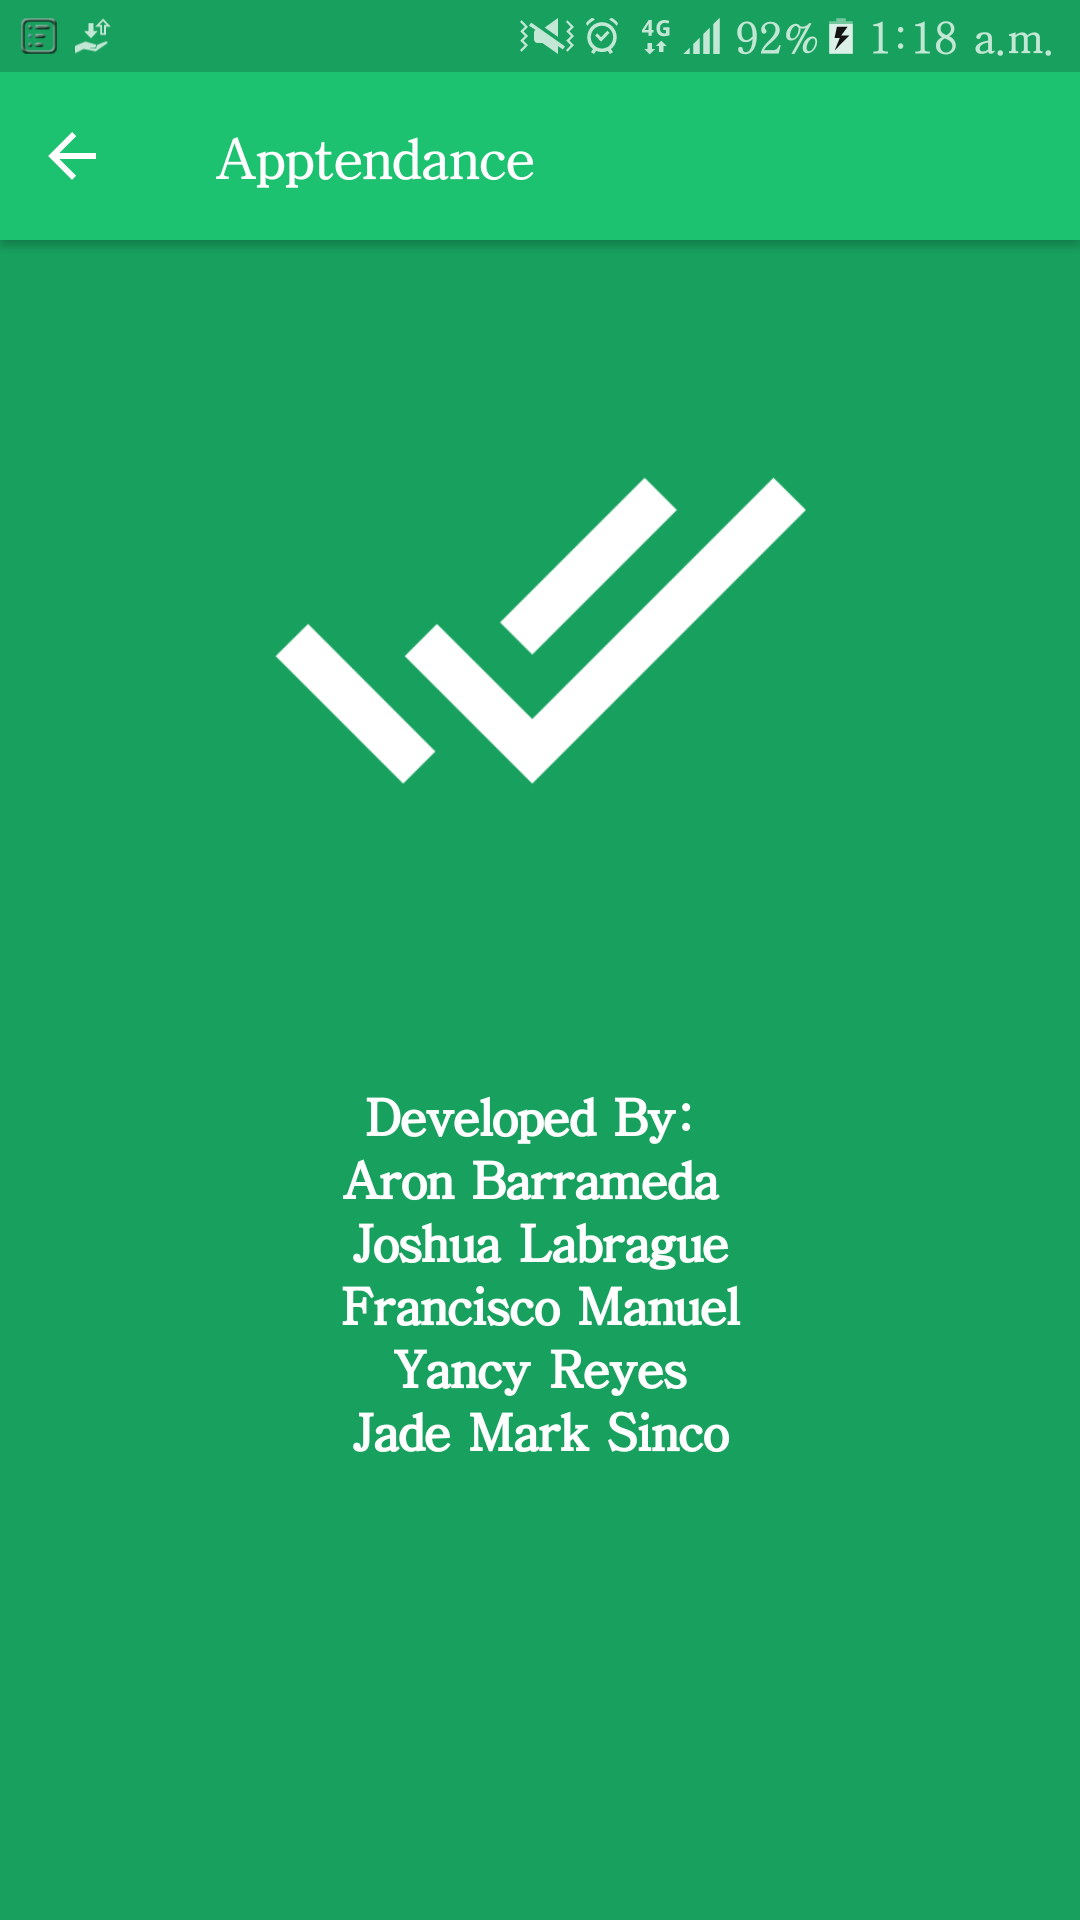 4G 92% 1:18 a.m.
Apptendance
Developed By:
Aron Barrameda
Joshua Labrague
Francisco Manuel
Yancy Reyes
Jade Mark Sinco